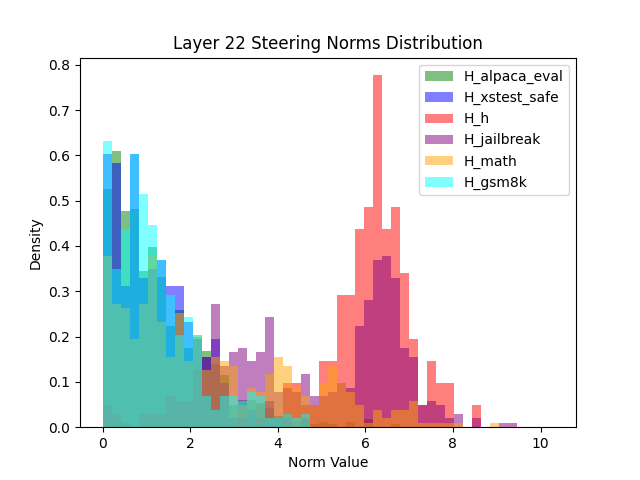 Layer 22 Steering Norms Distribution
0.8
0.7
0.6
0.5
0.4
0.3
0.2
0.1
0.0
Density
H_alpaca_eval
H_xstest_safe
H_h
H_jailbreak
H_math
H_gsm8k
0 2 4 6 8 10
Norm Value